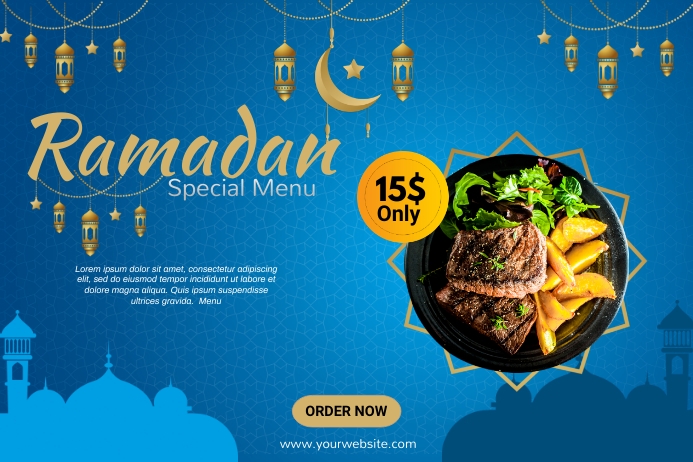 Ramadan
Special Menu
15$
Only
Lorem ipsum dolor sit amet, consectetur adipiscing
elit, sed do eiusmod tempor incididunt ut labore et
dolore magna aliqua. Quis ipsum suspendisse
ultrices gravida. Menu
ORDER NOW
www.yourwebsite.com